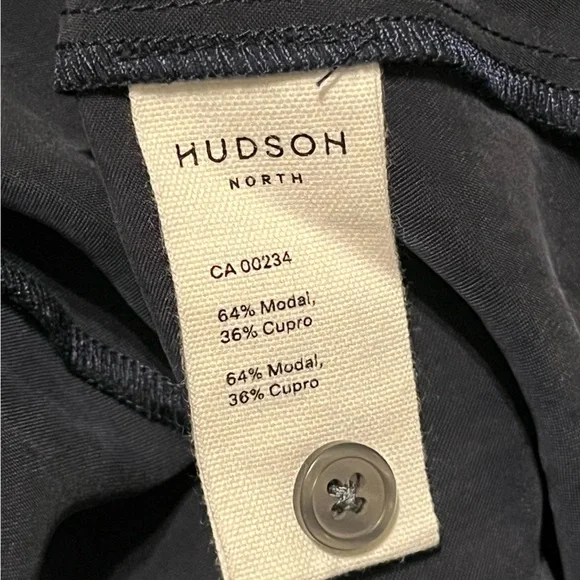 HUDSON
NORTH
CA 00234
64% Modal,
36% Cupro
64% Modal,
36% Cupro